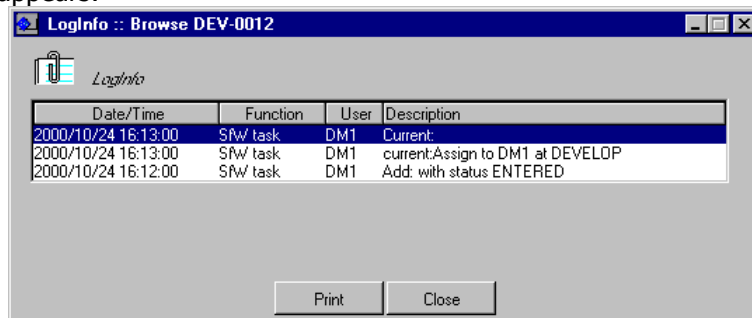 appears.
LogInfo :: Browse DEV-0012
LogInfo
Date/Time Function User Description
2000/10/24 16:13:00 SfW task DM1 Current:
2000/10/24 16:13:00 SfW task DM1 current:Assign to DM1 at DEVELOP
2000/10/24 16:12:00 SfW task DM1 Add: with status ENTERED
Print Close